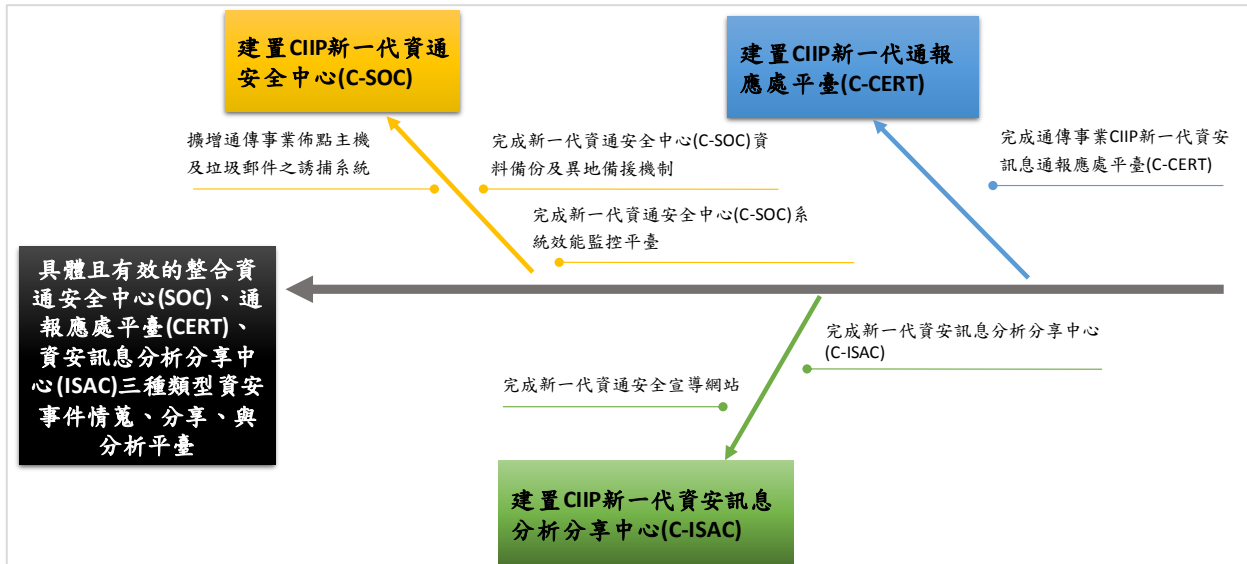 建置CIIP新一代資通
安全中心(C-SOC)
建置CIIP新一代通報
應處平臺(C-CERT)
擴增通傳事業佈點主機
及垃圾郵件之誘捕系統
完成新一代資通安全中心(C-SOC)資
料備份及異地備援機制
完成通傳事業CIIP新一代資安
訊息通報應處平臺(C-CERT)
完成新一代資通安全中心(C-SOC)系
統效能監控平臺
具體且有效的整合資
通安全中心(SOC)、通
報應處平臺(CERT)、
資安訊息分析分享中
心(ISAC)三種類型資安
事件情蒐、分享、與
分析平臺
完成新一代資安訊息分析分享中心
(C-ISAC)
完成新一代資通安全宣導網站
建置CIIP新一代資安訊息
分析分享中心(C-ISAC)